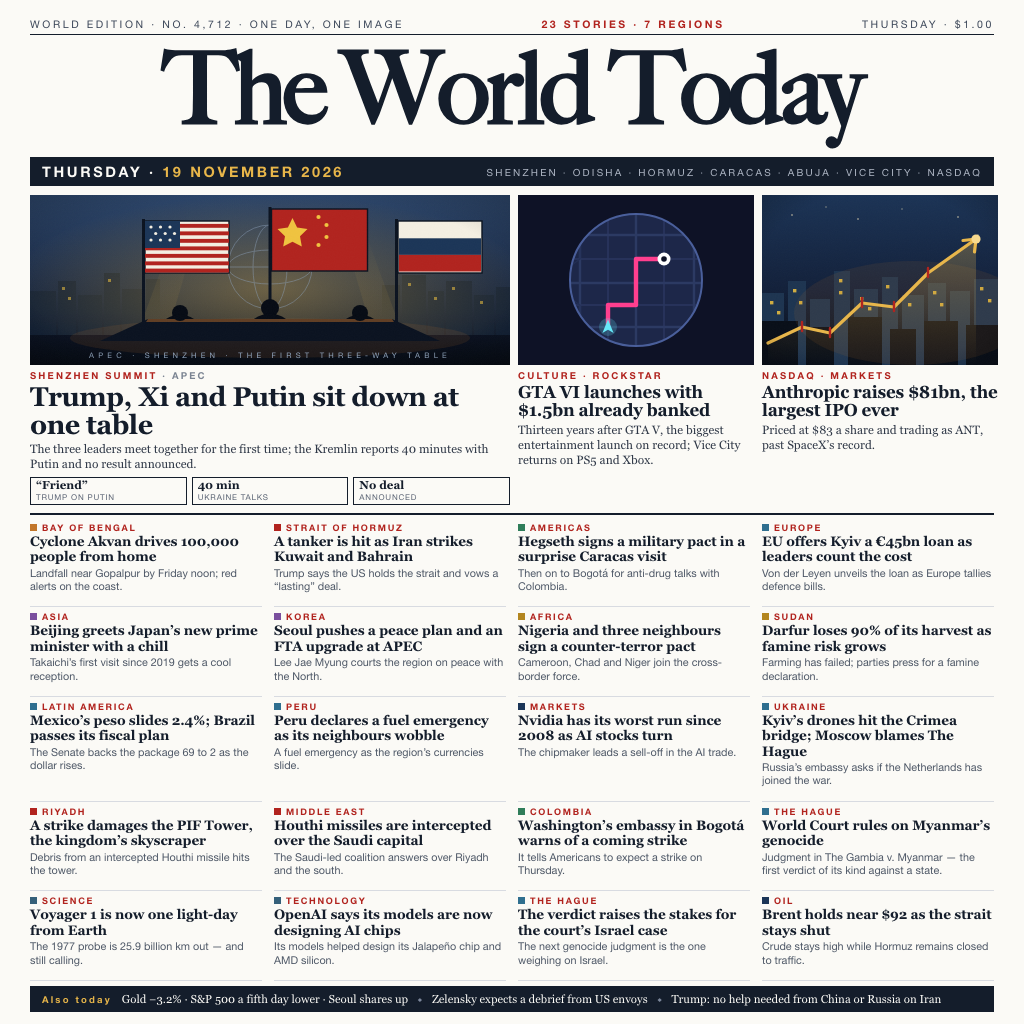 WORLD EDITION · NO. 4,712 · ONE DAY, ONE IMAGE
23 STORIES · 7 REGIONS
THURSDAY · $1.00
The World Today
THURSDAY · 19 NOVEMBER 2026
SHENZHEN · ODISHA · HORMUZ · CARACAS · ABUJA · VICE CITY · NASDAQ
APEC · SHENZHEN · THE FIRST THREE-WAY TABLE
SHENZHEN SUMMIT · APEC
Trump, Xi and Putin sit down at
one table
The three leaders meet together for the first time; the Kremlin reports 40 minutes with
Putin and no result announced.
“Friend”
TRUMP ON PUTIN
40 min
UKRAINE TALKS
No deal
ANNOUNCED
CULTURE · ROCKSTAR
GTA VI launches with
$1.5bn already banked
Thirteen years after GTA V, the biggest
entertainment launch on record; Vice City
returns on PS5 and Xbox.
NASDAQ · MARKETS
Anthropic raises $81bn, the
largest IPO ever
Priced at $83 a share and trading as ANT,
past SpaceX’s record.
BAY OF BENGAL
Cyclone Akvan drives 100,000
people from home
Landfall near Gopalpur by Friday noon; red
alerts on the coast.
STRAIT OF HORMUZ
A tanker is hit as Iran strikes
Kuwait and Bahrain
Trump says the US holds the strait and vows a
“lasting” deal.
AMERICAS
Hegseth signs a military pact in a
surprise Caracas visit
Then on to Bogotá for anti-drug talks with
Colombia.
EUROPE
EU offers Kyiv a €45bn loan as
leaders count the cost
Von der Leyen unveils the loan as Europe tallies
defence bills.
ASIA
Beijing greets Japan’s new prime
minister with a chill
Takaichi’s first visit since 2019 gets a cool
reception.
KOREA
Seoul pushes a peace plan and an
FTA upgrade at APEC
Lee Jae Myung courts the region on peace with
the North.
AFRICA
Nigeria and three neighbours
sign a counter-terror pact
Cameroon, Chad and Niger join the cross-
border force.
SUDAN
Darfur loses 90% of its harvest as
famine risk grows
Farming has failed; parties press for a famine
declaration.
LATIN AMERICA
Mexico’s peso slides 2.4%; Brazil
passes its fiscal plan
The Senate backs the package 69 to 2 as the
dollar rises.
PERU
Peru declares a fuel emergency
as its neighbours wobble
A fuel emergency as the region’s currencies
slide.
MARKETS
Nvidia has its worst run since
2008 as AI stocks turn
The chipmaker leads a sell-off in the AI trade.
UKRAINE
Kyiv’s drones hit the Crimea
bridge; Moscow blames The
Hague
Russia’s embassy asks if the Netherlands has
joined the war.
RIYADH
A strike damages the PIF Tower,
the kingdom’s skyscraper
Debris from an intercepted Houthi missile hits
the tower.
MIDDLE EAST
Houthi missiles are intercepted
over the Saudi capital
The Saudi-led coalition answers over Riyadh
and the south.
COLOMBIA
Washington’s embassy in Bogotá
warns of a coming strike
It tells Americans to expect a strike on
Thursday.
THE HAGUE
World Court rules on Myanmar’s
genocide
Judgment in The Gambia v. Myanmar — the
first verdict of its kind against a state.
SCIENCE
Voyager 1 is now one light-day
from Earth
The 1977 probe is 25.9 billion km out — and
still calling.
TECHNOLOGY
OpenAI says its models are now
designing AI chips
Its models helped design its Jalapeño chip and
AMD silicon.
THE HAGUE
The verdict raises the stakes for
the court’s Israel case
The next genocide judgment is the one
weighing on Israel.
OIL
Brent holds near $92 as the strait
stays shut
Crude stays high while Hormuz remains closed
to traffic.
Also today Gold −3.2% · S&P 500 a fifth day lower · Seoul shares up • Zelensky expects a debrief from US envoys • Trump: no help needed from China or Russia on Iran